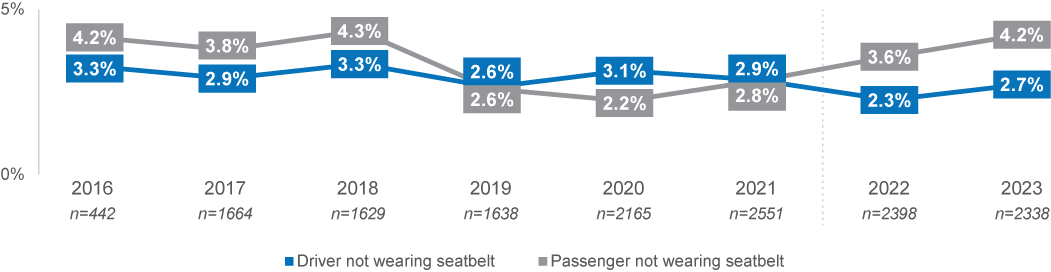 5%
4.2% 3.8% 4.3% 2.6% 3.1% 2.9% 3.6% 4.2%
3.3% 2.9% 3.3% 2.6% 2.2% 2.8% 2.3% 2.7%
0%
2016 2017 2018 2019 2020 2021 2022 2023
n=442 n=1664 n=1629 n=1638 n=2165 n=2551 n=2398 n=2338
Driver not wearing seatbelt Passenger not wearing seatbelt